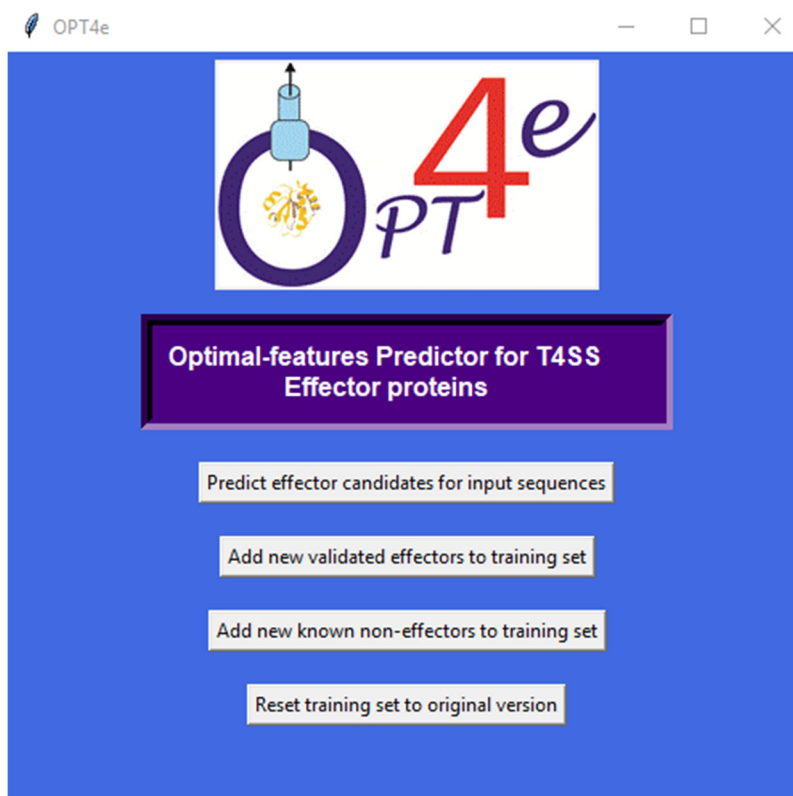 OPT4e
OPT4e
Optimal-features Predictor for T4SS
Effector proteins
Predict effector candidates for input sequences
Add new validated effectors to training set
Add new known non-effectors to training set
Reset training set to original version